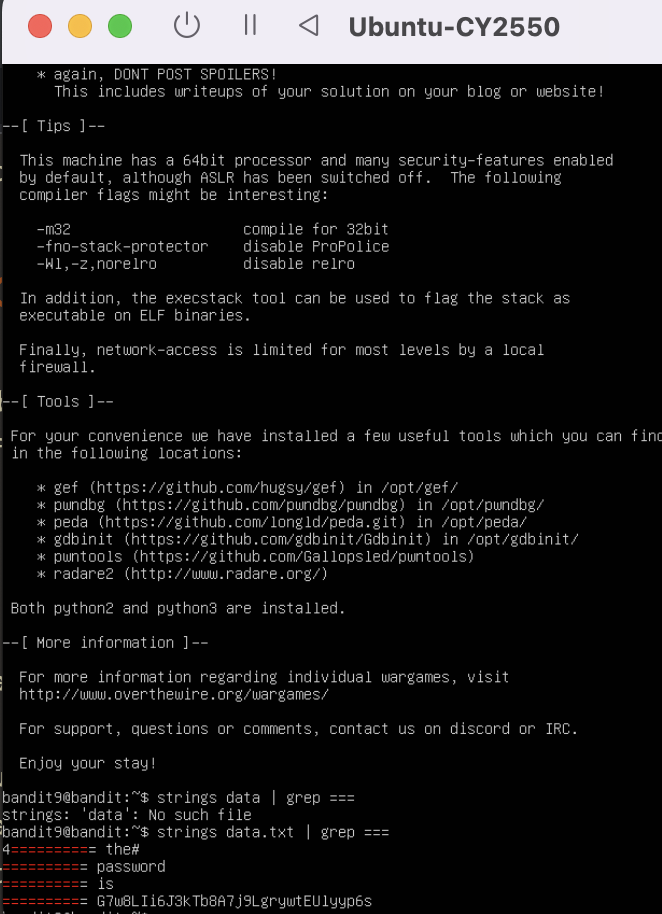 Ubuntu-CY2550
* again, DONT POST SPOILERS!
This includes writeups of your solution on your blog or website!
--[ Tips ]--
This machine has a 64bit processor and many security-features enabled
by default, although ASLR has been switched off.  The following
compiler flags might be interesting:
-m32                    compile for 32bit
-fno-stack-protector    disable ProPolice
-Wl,-z,norelro          disable relro
In addition, the execstack tool can be used to flag the stack as
executable on ELF binaries.
Finally, network-access is limited for most levels by a local
firewall.
--[ Tools ]--
For your convenience we have installed a few useful tools which you can find
in the following locations:
* gef (https://github.com/hugsy/gef) in /opt/gef/
* pwndbg (https://github.com/pwndbg/pwndbg) in /opt/pwndbg/
* peda (https://github.com/longld/peda.git) in /opt/peda/
* gdbinit (https://github.com/gdbinit/Gdbinit) in /opt/gdbinit/
* pwntools (https://github.com/Gallopsled/pwntools)
* radare2 (http://www.radare.org/)
Both python2 and python3 are installed.
--[ More information ]--
For more information regarding individual wargames, visit
http://www.overthewire.org/wargames/
For support, questions or comments, contact us on discord or IRC.
Enjoy your stay!
bandit9@bandit:~$ strings data | grep ===
strings: 'data': No such file
bandit9@bandit:~$ strings data.txt | grep ===
4========== the#
========== password
========== is
========== G7w8LIi6J3kTb8A7j9LgrywtEUlyyp6s